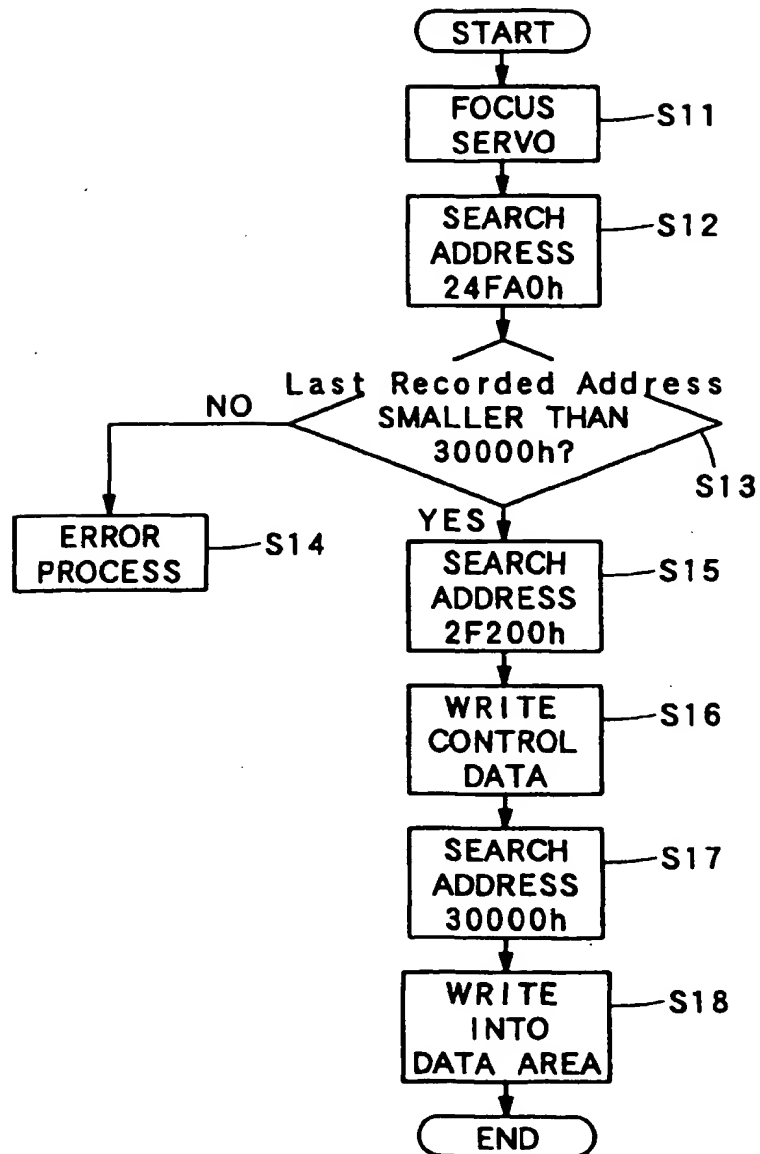 START
FOCUS
SERVO
S11
SEARCH
ADDRESS
24FA0h
S12
Last Recorded Address
SMALLER THAN
30000h?
S13
NO
ERROR
PROCESS
S14
YES
SEARCH
ADDRESS
2F200h
S15
WRITE
CONTROL
DATA
S16
SEARCH
ADDRESS
30000h
S17
WRITE
INTO
DATA AREA
S18
END